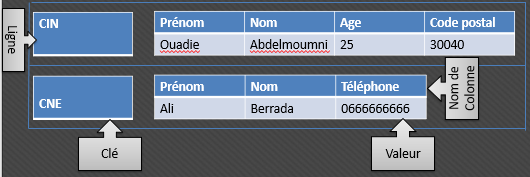 Ligne
CIN
Prénom Nom Age Code postal
Ouadie Abdelmoumni 25 30040
CNE
Prénom Nom Téléphone
Ali Berrada 0666666666
Nom de
Colonne
Clé
Valeur